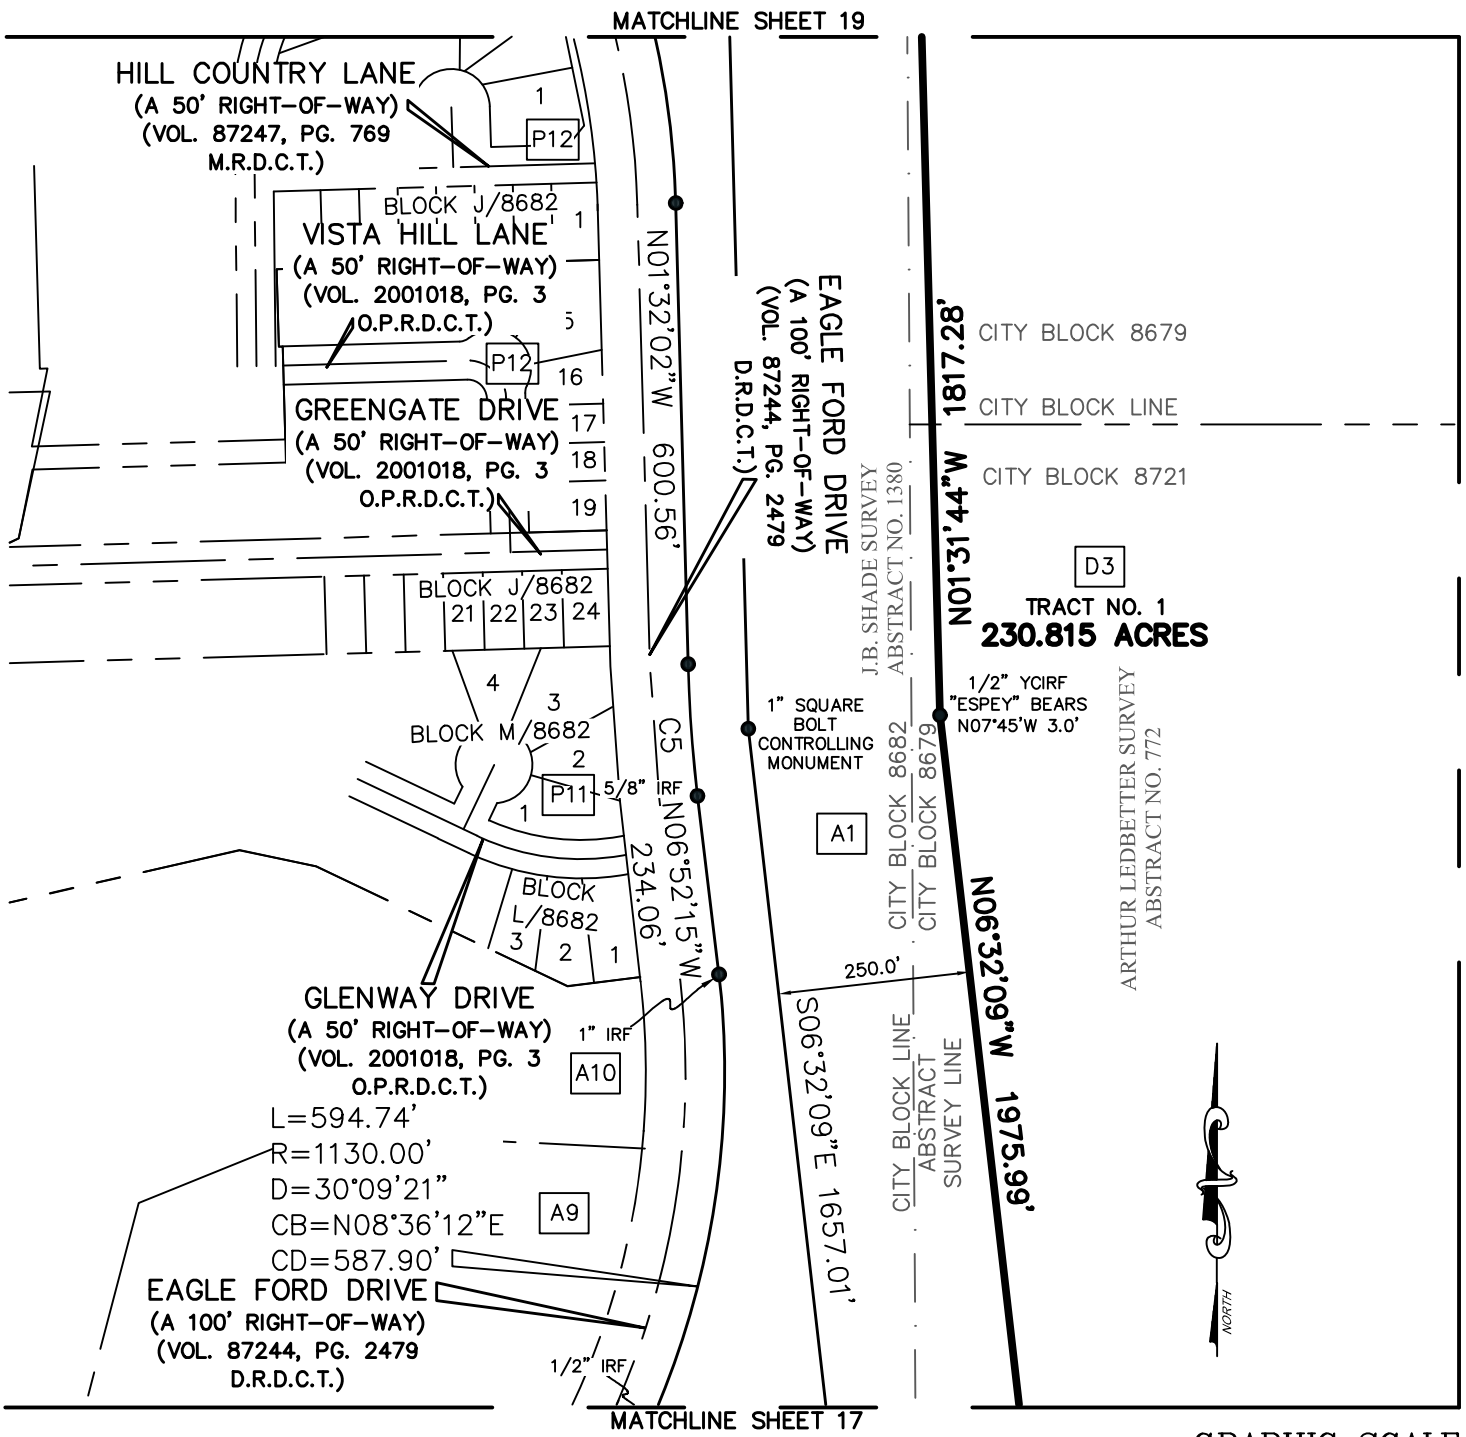 MATCHLINE SHEET 19
HILL COUNTRY LANE
(A 50' RIGHT-OF-WAY)
(VOL. 87247, PG. 769
M.R.D.C.T.)
1
P12
BLOCK J/8682
1
VISTA HILL LANE
(A 50' RIGHT-OF-WAY)
(VOL. 2001018, PG. 3
O.P.R.D.C.T.)
5
P12
16
GREENGATE DRIVE
(A 50' RIGHT-OF-WAY)
(VOL. 2001018, PG. 3
O.P.R.D.C.T.)
17
18
19
BLOCK J/8682
21 22 23 24
4
3
BLOCK M/8682
2
P11
1
5/8" IRF
BLOCK
L/8682
3 2 1
GLENWAY DRIVE
(A 50' RIGHT-OF-WAY)
(VOL. 2001018, PG. 3
O.P.R.D.C.T.)
1" IRF
A10
L=594.74'
R=1130.00'
D=30°09'21"
CB=N08°36'12"E
CD=587.90'
A9
EAGLE FORD DRIVE
(A 100' RIGHT-OF-WAY)
(VOL. 87244, PG. 2479
D.R.D.C.T.)
1/2" IRF
N01°32'02"W 600.56'
C5
N06°52'15"W
234.06'
EAGLE FORD DRIVE
(A 100' RIGHT-OF-WAY)
(VOL. 87244, PG. 2479
D.R.D.C.T.)
1" SQUARE
BOLT
CONTROLLING
MONUMENT
A1
250.0'
S06°32'09"E 1657.01'
J.B. SHADE SURVEY
ABSTRACT NO. 1380
CITY BLOCK 8682
CITY BLOCK 8679
CITY BLOCK LINE
ABSTRACT
SURVEY LINE
N01°31'44"W 1817.28'
CITY BLOCK 8679
CITY BLOCK LINE
CITY BLOCK 8721
D3
TRACT NO. 1
230.815 ACRES
1/2" YCIRF
"ESPEY" BEARS
N07°45'W 3.0'
ARTHUR LEDBETTER SURVEY
ABSTRACT NO. 772
N06°32'09"W 1975.99'
NORTH
MATCHLINE SHEET 17
GRAPHIC SCALE